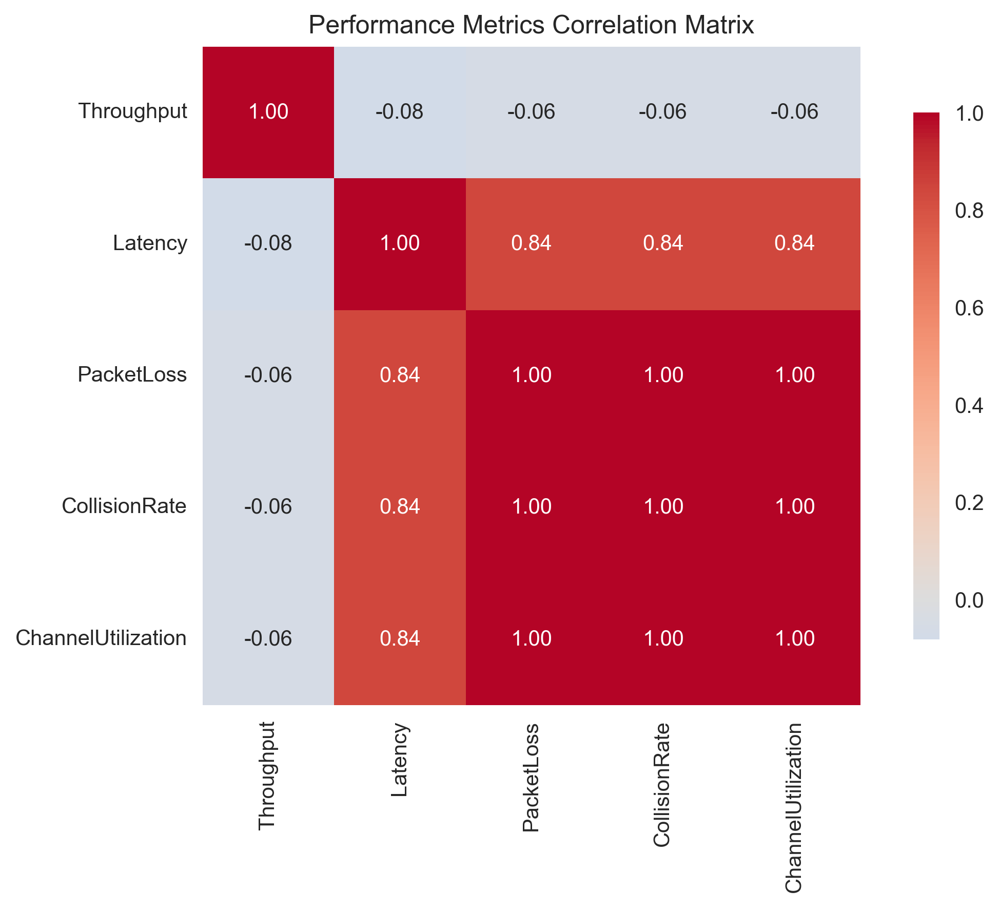 Performance Metrics Correlation Matrix
Throughput 1.00 -0.08 -0.06 -0.06 -0.06
Latency -0.08 1.00 0.84 0.84 0.84
PacketLoss -0.06 0.84 1.00 1.00 1.00
CollisionRate -0.06 0.84 1.00 1.00 1.00
ChannelUtilization -0.06 0.84 1.00 1.00 1.00
Throughput
Latency
PacketLoss
CollisionRate
ChannelUtilization
1.0
0.8
0.6
0.4
0.2
0.0